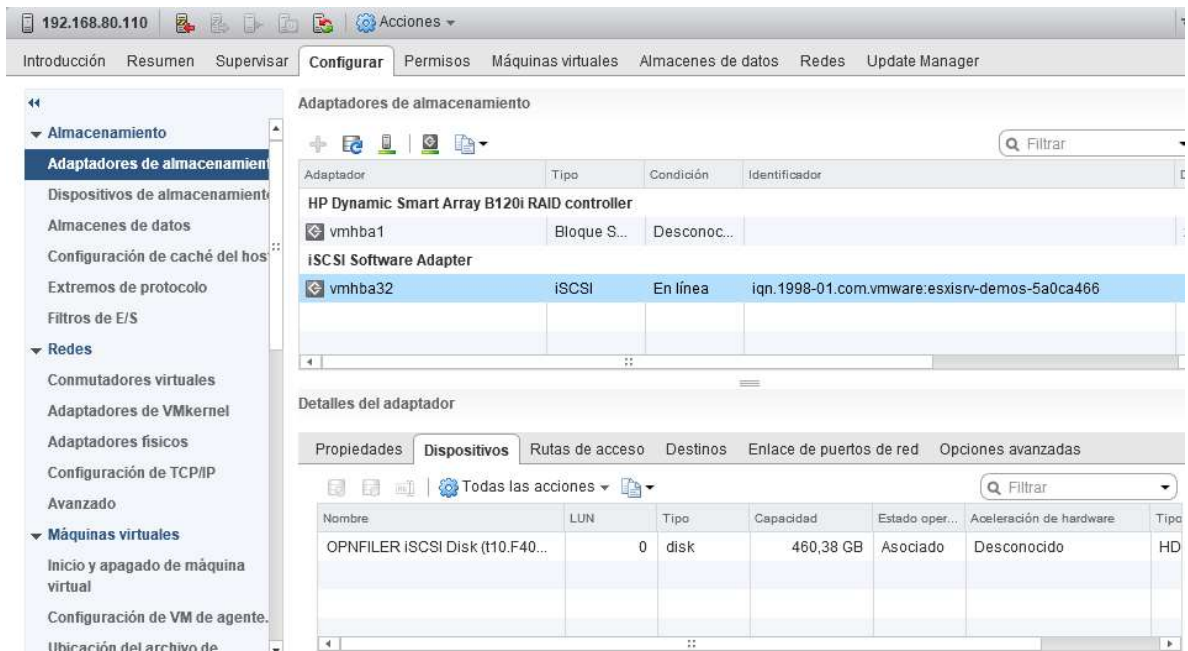 192.168.80.110 Acciones
Introducción Resumen Supervisar Configurar Permisos Máquinas virtuales Almacenes de datos Redes Update Manager
Almacenamiento
Adaptadores de almacenamient
Dispositivos de almacenamient
Almacenes de datos
Configuración de caché del hos
Extremos de protocolo
Filtros de E/S
Redes
Conmutadores virtuales
Adaptadores de VMkernel
Adaptadores físicos
Configuración de TCP/IP
Avanzado
Máquinas virtuales
Inicio y apagado de máquina
virtual
Configuración de VM de agente.
Ubicación del archivo de
Adaptadores de almacenamiento
Filtrar
Adaptador Tipo Condición Identificador
HP Dynamic Smart Array B120i RAID controller
vmhba1 Bloque S... Desconoc...
iSCSI Software Adapter
vmhba32 iSCSI En línea iqn.1998-01.com.vmware:esxisrv-demos-5a0ca466
Detalles del adaptador
Propiedades Dispositivos Rutas de acceso Destinos Enlace de puertos de red Opciones avanzadas
Todas las acciones Filtrar
Nombre LUN Tipo Capacidad Estado oper... Aceleración de hardware Tipo
OPNFILER iSCSI Disk (t10.F40... 0 disk 460,38 GB Asociado Desconocido HD